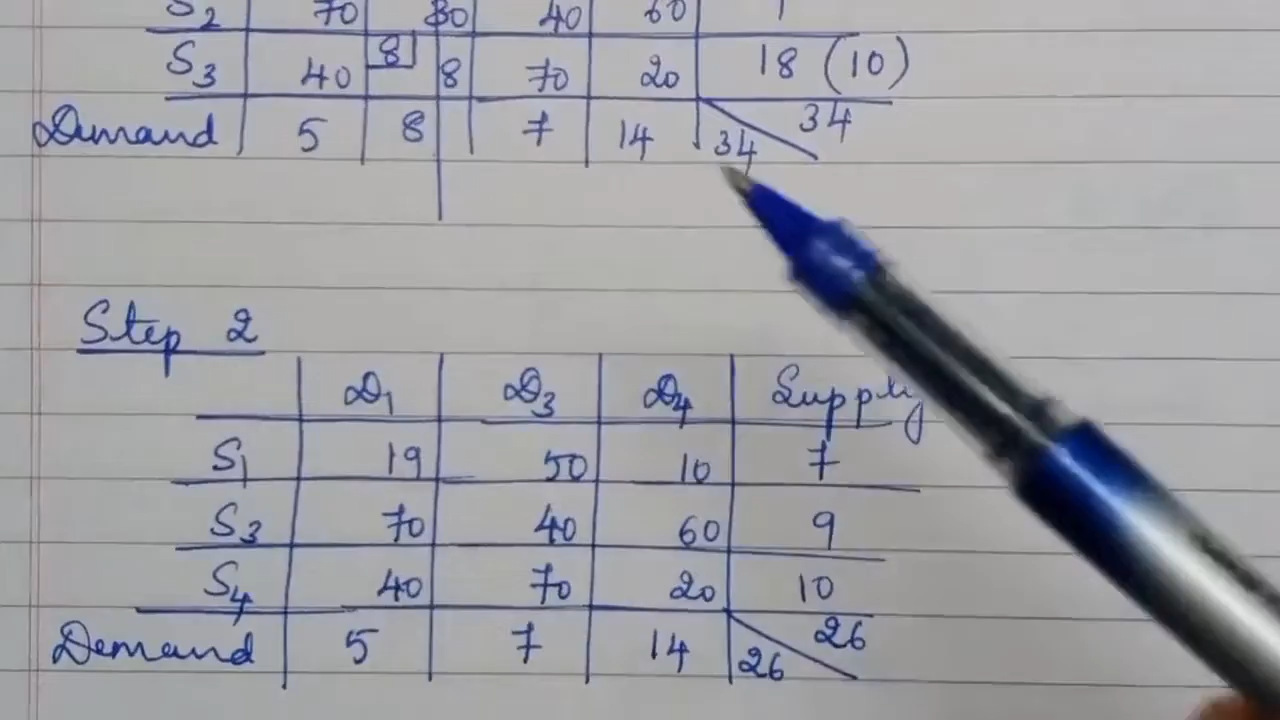 S2 70 30 40 60
S3 40 8 8 70 20 18 (10)
Demand 5 8 7 14 34 34
Step 2
D1 D3 D4 Supply
S1 19 50 10 7
S3 70 40 60 9
S4 40 70 20 10
Demand 5 7 14 26 26